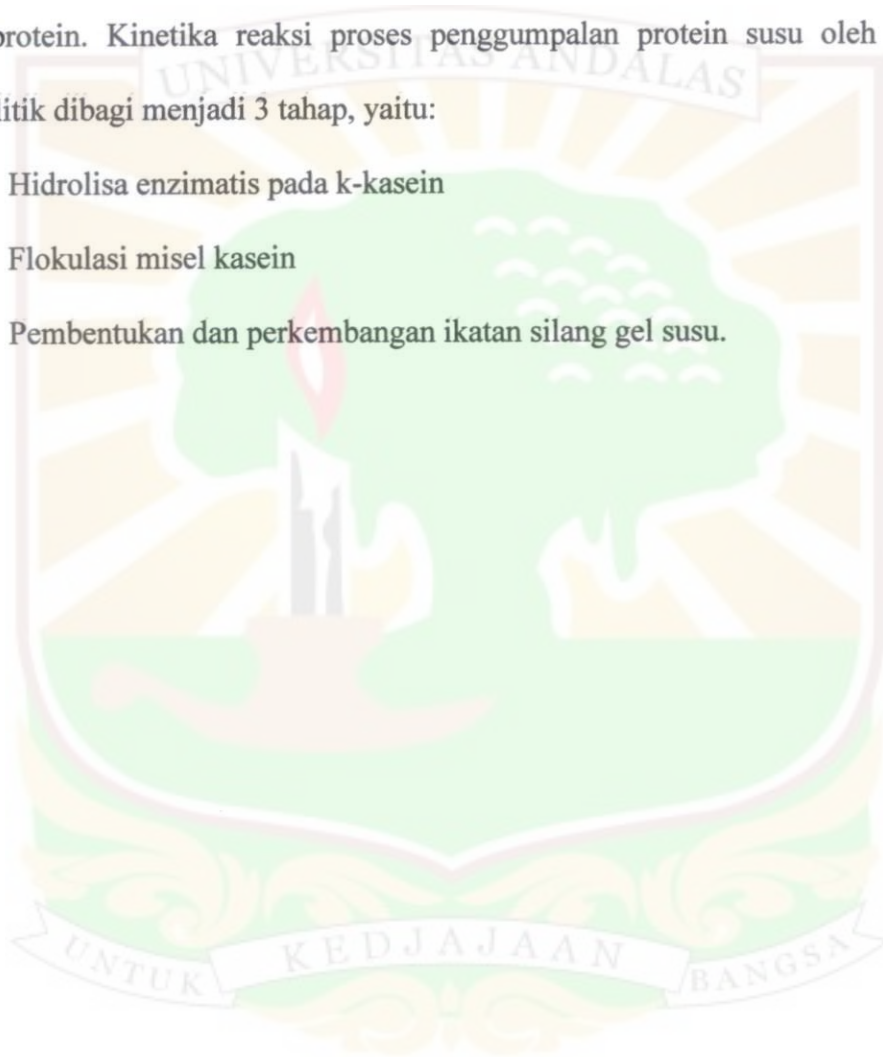 protein. Kinetika reaksi proses penggumpalan protein susu oleh
litik dibagi menjadi 3 tahap, yaitu:
Hidrolisa enzimatis pada k-kasein
Flokulasi misel kasein
Pembentukan dan perkembangan ikatan silang gel susu.
UNIVERSITAS ANDALAS
UNTUK KEDJAJAAN BANGSA